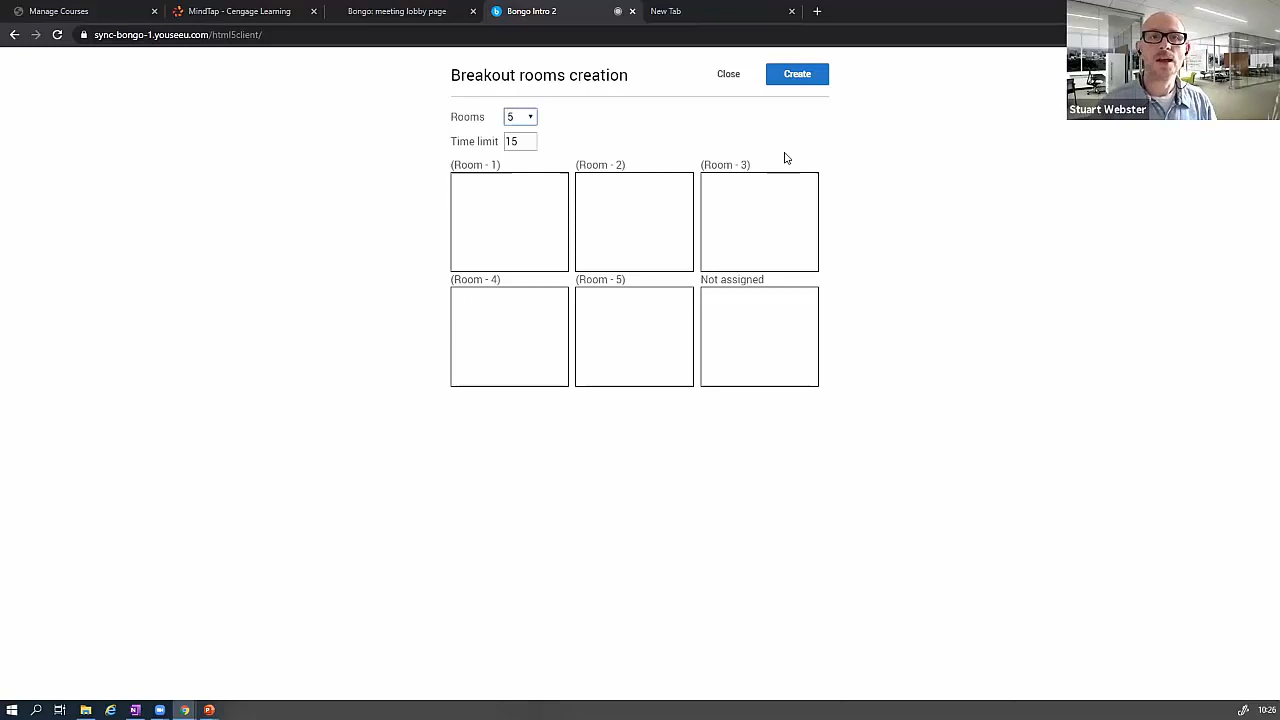 Manage Courses
MindTap - Cengage Learning
Bongo: meeting lobby page
Bongo Intro 2
New Tab
sync-bongo-1.youseeu.com/html5client/
Stuart Webster
Breakout rooms creation
Close
Create
Rooms 5
Time limit 15
(Room - 1) (Room - 2) (Room - 3)
(Room - 4) (Room - 5) Not assigned
10:26